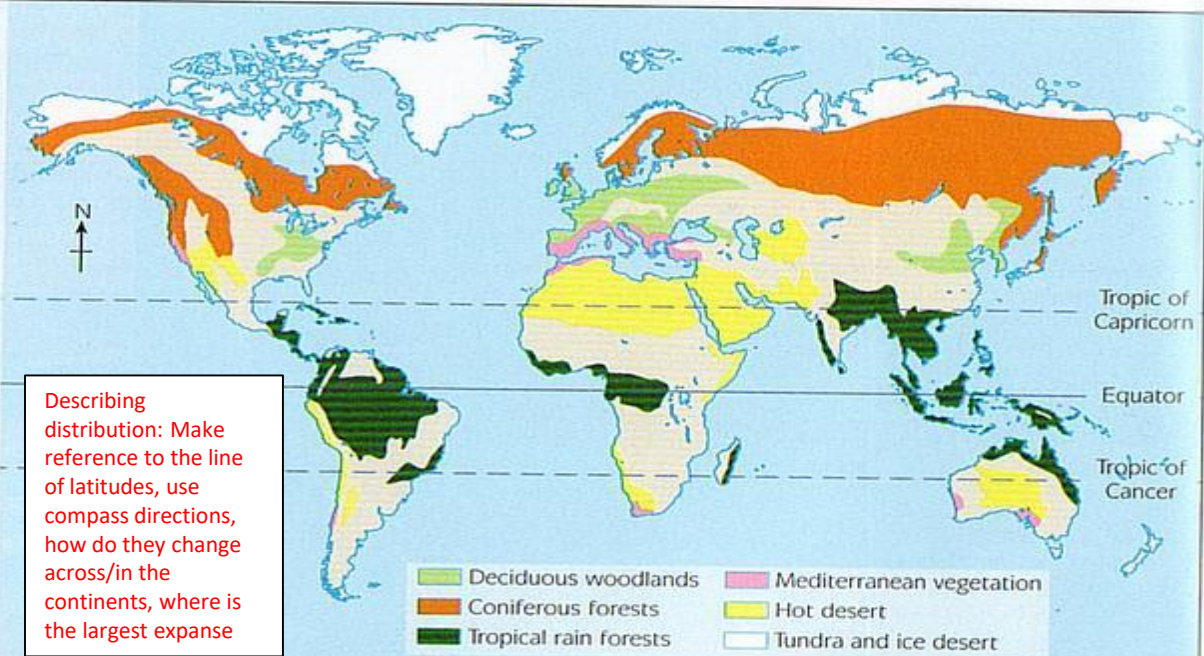 N
Tropic of
Capricorn
Equator
Tropic of
Cancer
Describing
distribution: Make
reference to the line
of latitudes, use
compass directions,
how do they change
across/in the
continents, where is
the largest expanse
Deciduous woodlands
Coniferous forests
Tropical rain forests
Mediterranean vegetation
Hot desert
Tundra and ice desert